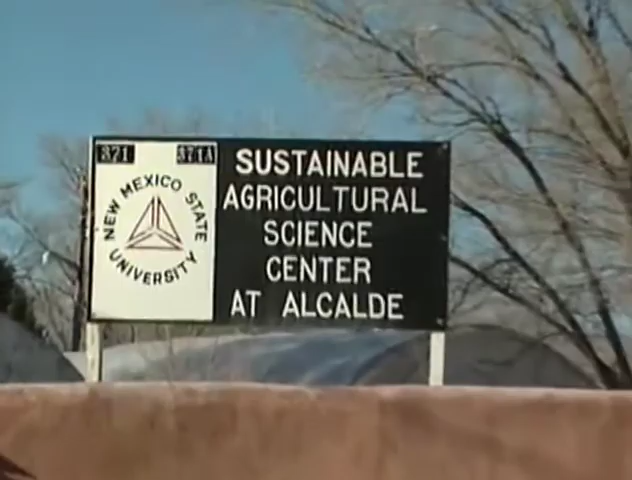 371 371A
NEW MEXICO STATE
UNIVERSITY
SUSTAINABLE
AGRICULTURAL
SCIENCE
CENTER
AT ALCALDE